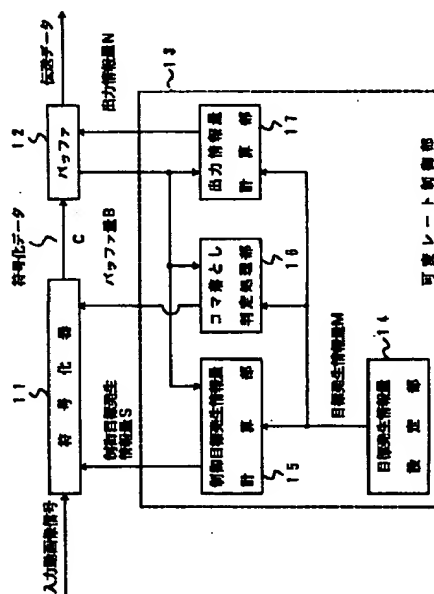 入力動画像信号
11
符号化器
符号化データ
C
12
バッファ
伝送データ
制御目標発生
情報量S
バッファ量B
出力情報量N
13
制御目標発生情報量
計算部
15
コマ落とし
判定処理部
16
出力情報量
計算部
17
目標発生情報量M
14
目標発生情報量
設定部
可変レート制御部